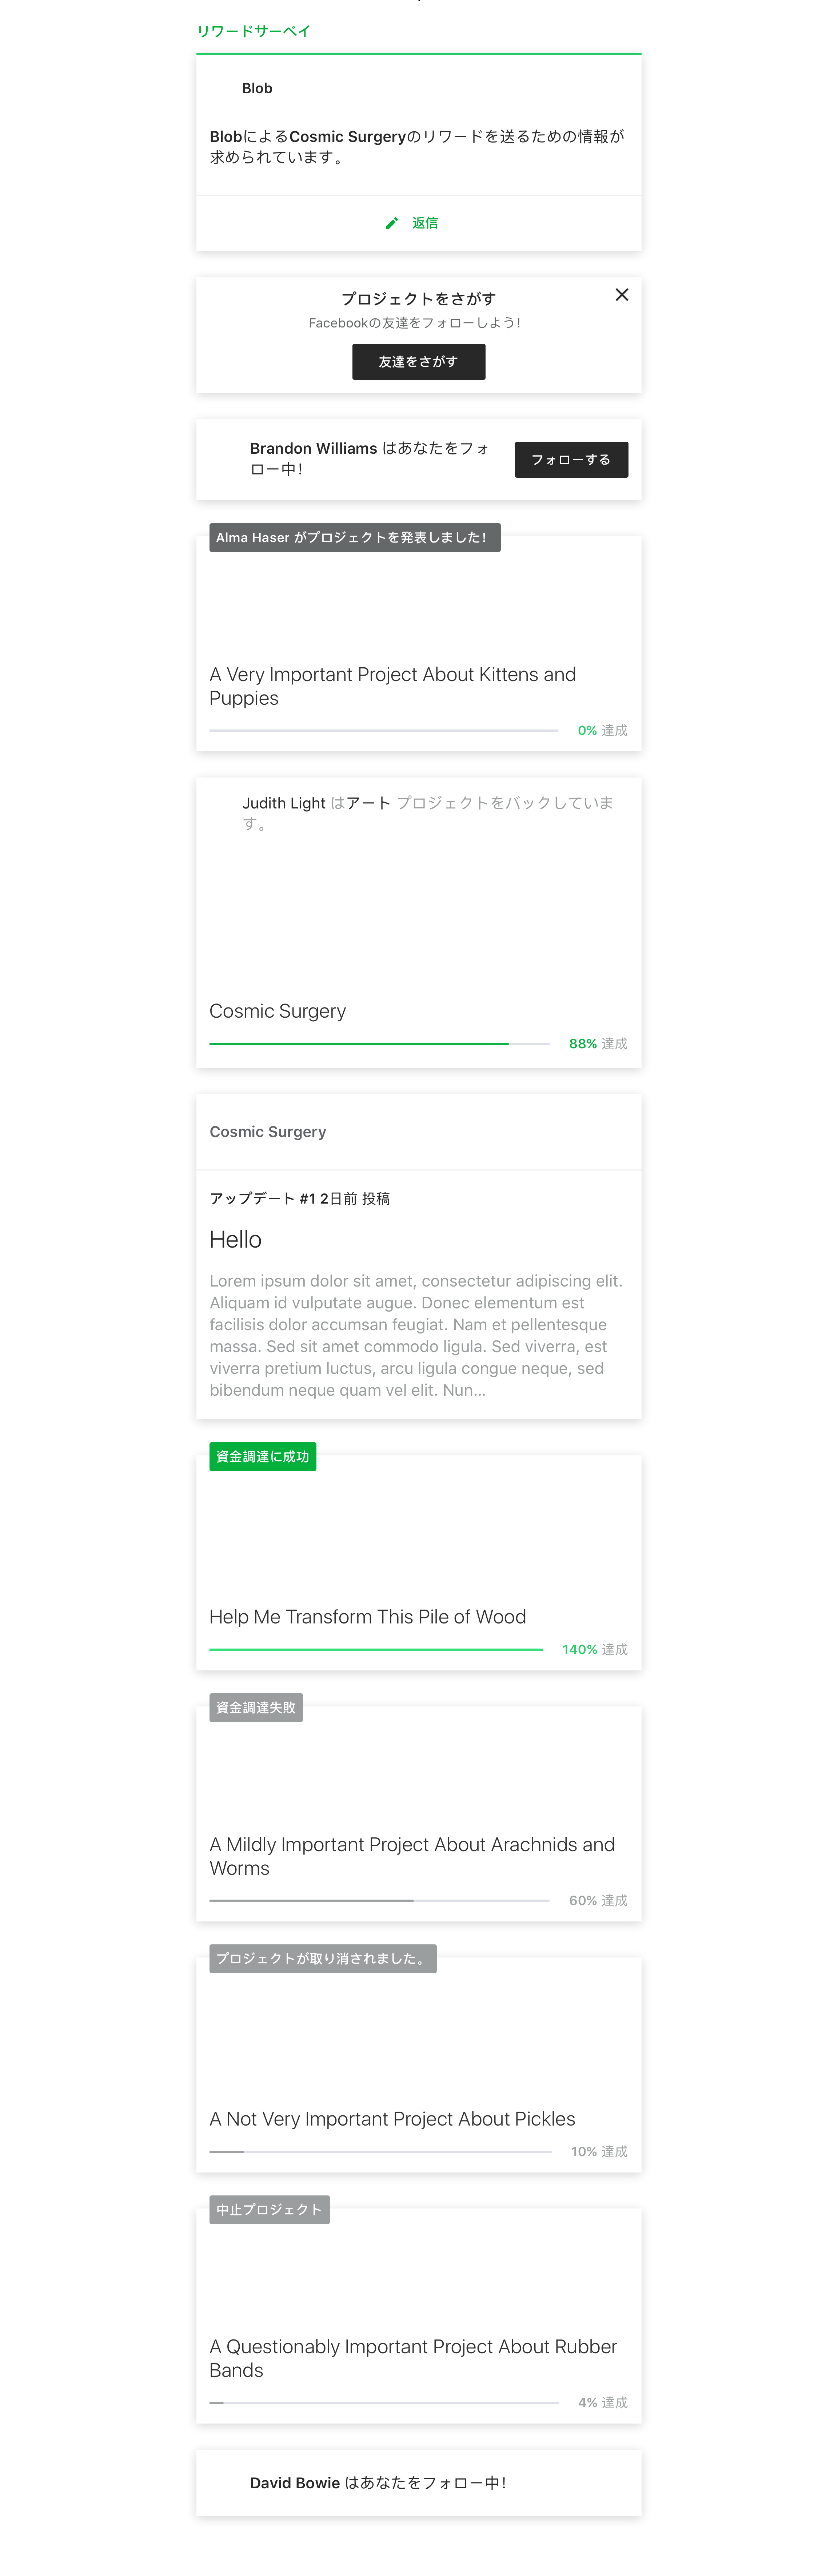 リワードサーベイ
Blob
BlobによるCosmic Surgeryのリワードを送るための情報が
求められています。
返信
プロジェクトをさがす
Facebookの友達をフォローしよう!
友達をさがす
Brandon Williams はあなたをフォ
ロー中!
フォローする
Alma Haser がプロジェクトを発表しました!
A Very Important Project About Kittens and
Puppies
0% 達成
Judith Light はアート プロジェクトをバックしていま
す。
Cosmic Surgery
88% 達成
Cosmic Surgery
アップデート #1 2日前 投稿
Hello
Lorem ipsum dolor sit amet, consectetur adipiscing elit.
Aliquam id vulputate augue. Donec elementum est
facilisis dolor accumsan feugiat. Nam et pellentesque
massa. Sed sit amet commodo ligula. Sed viverra, est
viverra pretium luctus, arcu ligula congue neque, sed
bibendum neque quam vel elit. Nun...
資金調達に成功
Help Me Transform This Pile of Wood
140% 達成
資金調達失敗
A Mildly Important Project About Arachnids and
Worms
60% 達成
プロジェクトが取り消されました。
A Not Very Important Project About Pickles
10% 達成
中止プロジェクト
A Questionably Important Project About Rubber
Bands
4% 達成
David Bowie はあなたをフォロー中!